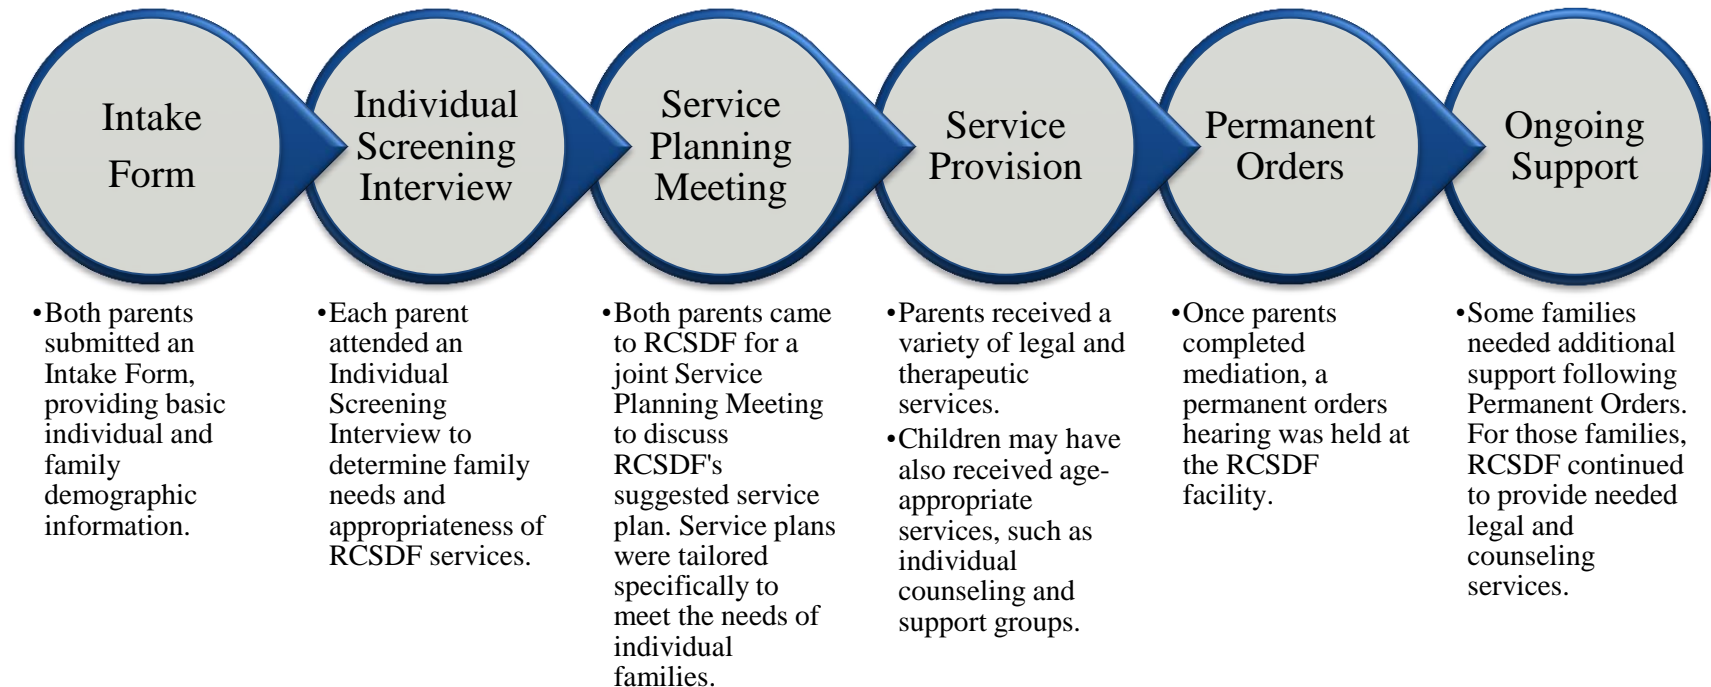 Intake
Form
Individual
Screening
Interview
Service
Planning
Meeting
Service
Provision
Permanent
Orders
Ongoing
Support
•Both parents
submitted an
Intake Form,
providing basic
individual and
family
demographic
information.
•Each parent
attended an
Individual
Screening
Interview to
determine family
needs and
appropriateness of
RCSDF services.
•Both parents came
to RCSDF for a
joint Service
Planning Meeting
to discuss
RCSDF's
suggested service
plan. Service plans
were tailored
specifically to
meet the needs of
individual
families.
•Parents received a
variety of legal and
therapeutic
services.
•Children may have
also received age-
appropriate
services, such as
individual
counseling and
support groups.
•Once parents
completed
mediation, a
permanent orders
hearing was held at
the RCSDF
facility.
•Some families
needed additional
support following
Permanent Orders.
For those families,
RCSDF continued
to provide needed
legal and
counseling
services.